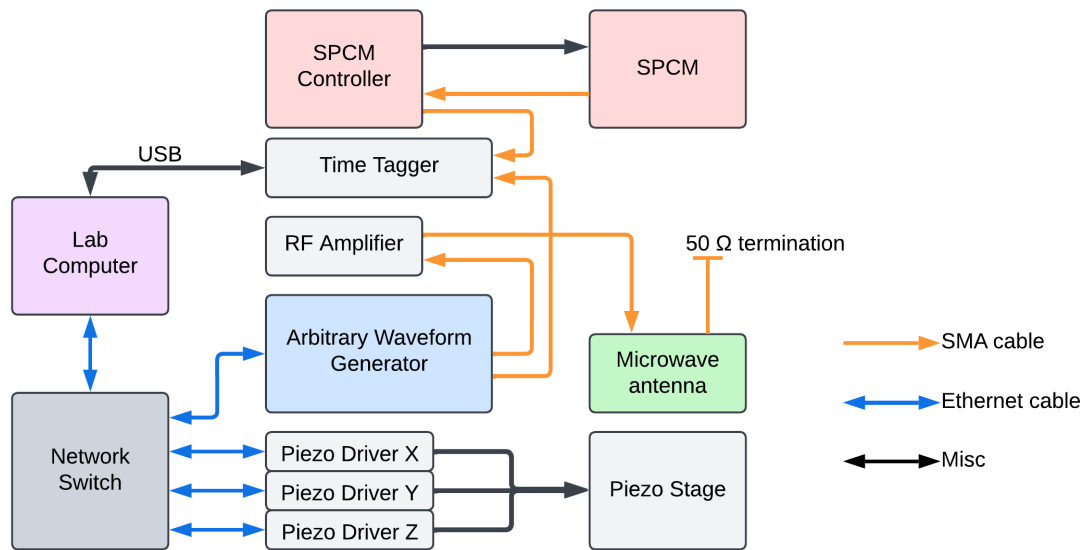 SPCM
Controller
SPCM
USB
Time Tagger
Lab
Computer
RF Amplifier
50 Ω termination
Arbitrary Waveform
Generator
Microwave
antenna
SMA cable
Ethernet cable
Misc
Network
Switch
Piezo Driver X
Piezo Driver Y
Piezo Driver Z
Piezo Stage